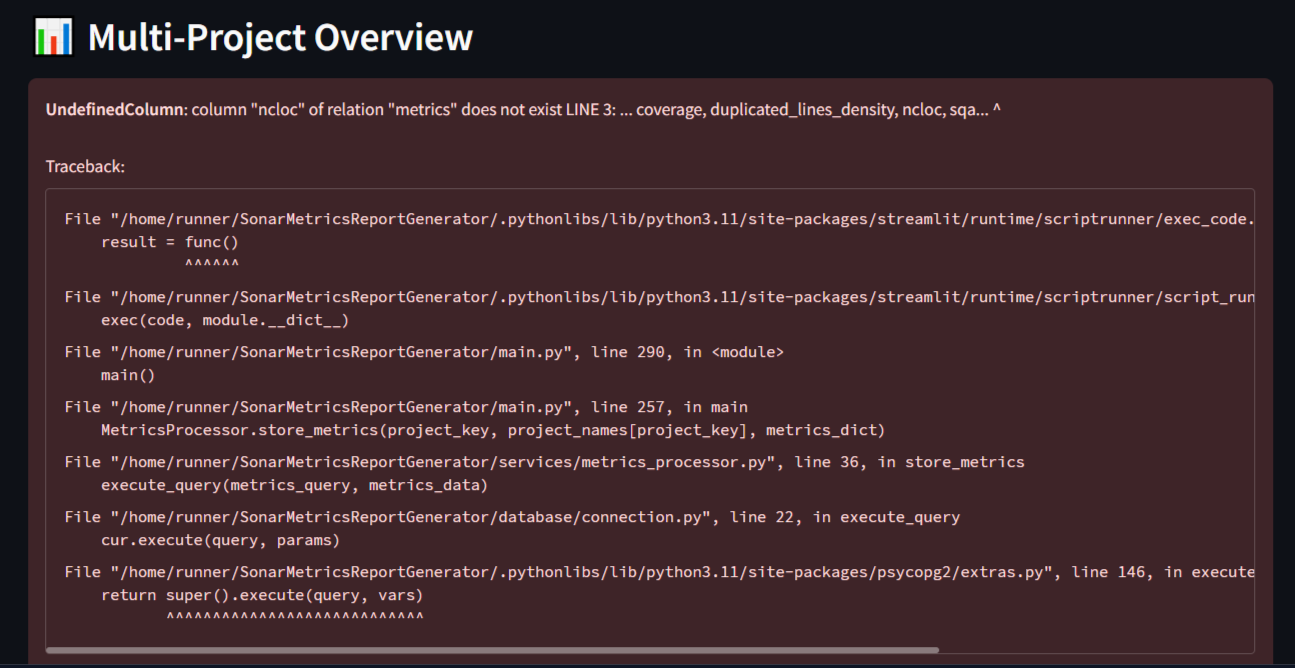 Multi-Project Overview
UndefinedColumn: column "ncloc" of relation "metrics" does not exist LINE 3: ... coverage, duplicated_lines_density, ncloc, sqa... ^
Traceback:
File "/home/runner/SonarMetricsReportGenerator/.pythonlibs/lib/python3.11/site-packages/streamlit/runtime/scriptrunner/exec_code.
result = func()
^^^^^^
File "/home/runner/SonarMetricsReportGenerator/.pythonlibs/lib/python3.11/site-packages/streamlit/runtime/scriptrunner/script_run
exec(code, module.__dict__)
File "/home/runner/SonarMetricsReportGenerator/main.py", line 290, in <module>
main()
File "/home/runner/SonarMetricsReportGenerator/main.py", line 257, in main
MetricsProcessor.store_metrics(project_key, project_names[project_key], metrics_dict)
File "/home/runner/SonarMetricsReportGenerator/services/metrics_processor.py", line 36, in store_metrics
execute_query(metrics_query, metrics_data)
File "/home/runner/SonarMetricsReportGenerator/database/connection.py", line 22, in execute_query
cur.execute(query, params)
File "/home/runner/SonarMetricsReportGenerator/.pythonlibs/lib/python3.11/site-packages/psycopg2/extras.py", line 146, in execute
return super().execute(query, vars)
^^^^^^^^^^^^^^^^^^^^^^^^^^^^